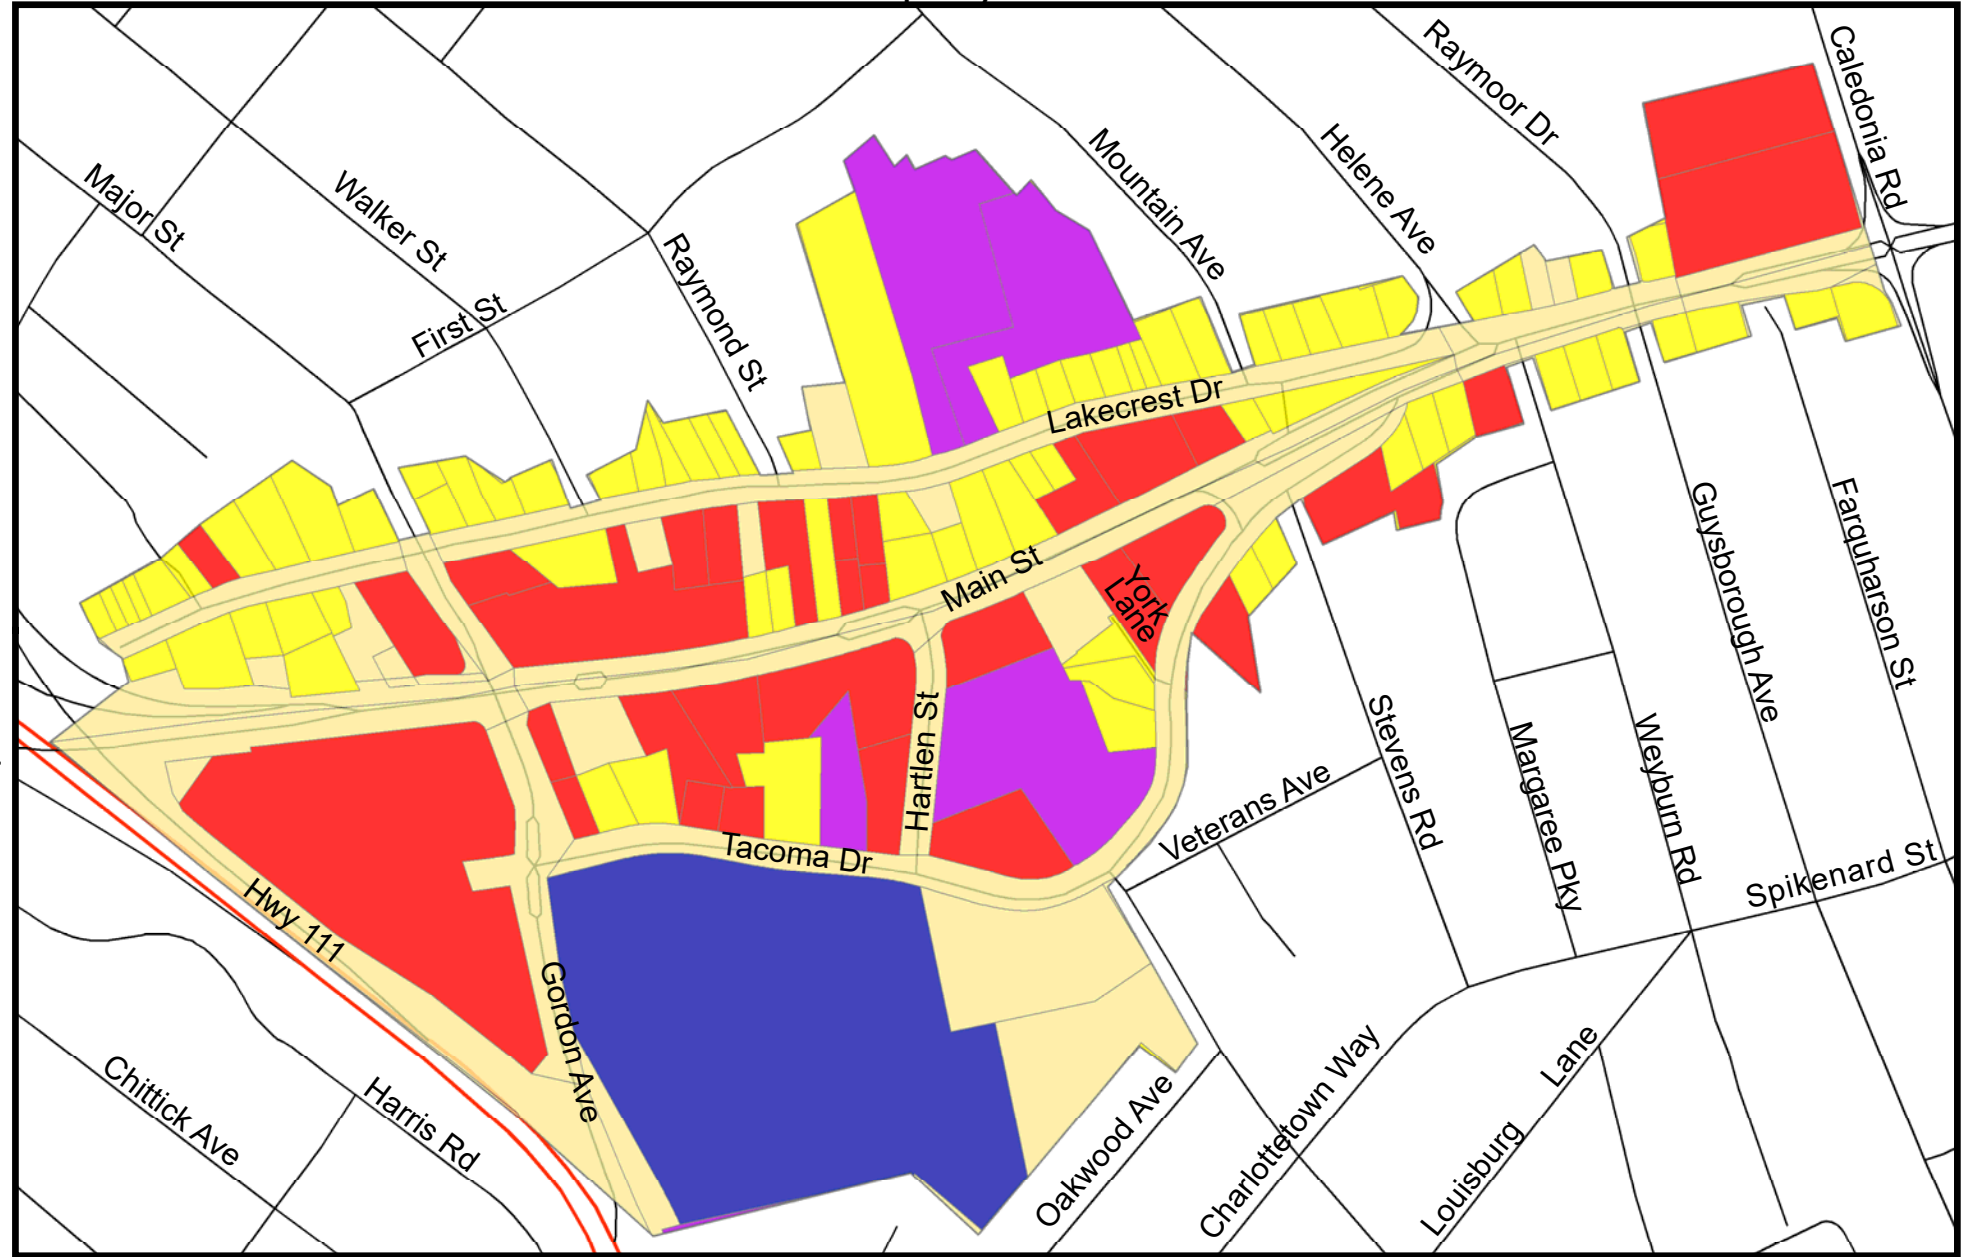 Raymoor Dr
Caledonia Rd
Helene Ave
Mountain Ave
Major St
Walker St
First St
Raymond St
Lakecrest Dr
Main St
York
Lane
Guysborough Ave
Farquharson St
Hartlen St
Stevens Rd
Margaree Pky
Weyburn Rd
Veterans Ave
Tacoma Dr
Spikenard St
Hwy 111
Gordon Ave
Chittick Ave
Harris Rd
Oakwood Ave
Charlottetown Way
Louisburg Lane